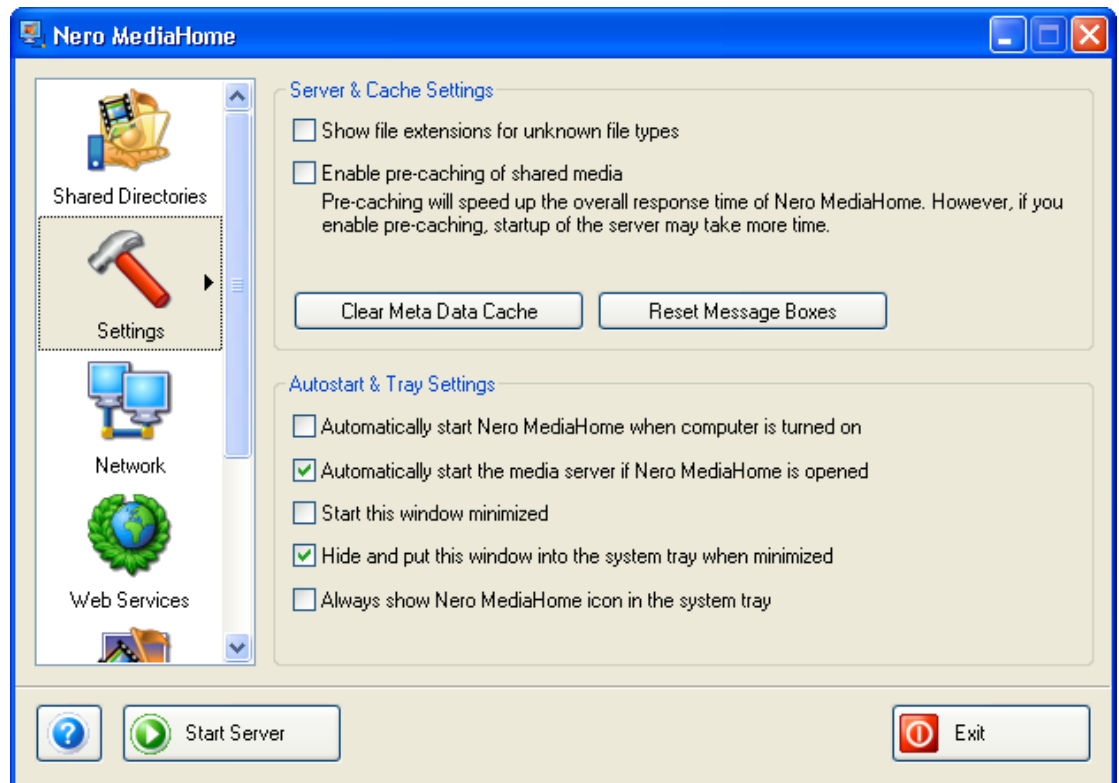 Nero MediaHome
Shared Directories
Settings
Network
Web Services
Server & Cache Settings
Show file extensions for unknown file types
Enable pre-caching of shared media
Pre-caching will speed up the overall response time of Nero MediaHome. However, if you
enable pre-caching, startup of the server may take more time.
Clear Meta Data Cache
Reset Message Boxes
Autostart & Tray Settings
Automatically start Nero MediaHome when computer is turned on
Automatically start the media server if Nero MediaHome is opened
Start this window minimized
Hide and put this window into the system tray when minimized
Always show Nero MediaHome icon in the system tray
Start Server
Exit